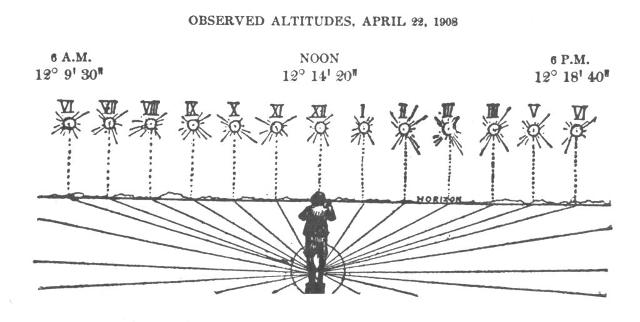 OBSERVED ALTITUDES, APRIL 22, 1908
6 A.M. NOON 6 P.M.
12° 9' 30" 12° 14' 20" 12° 18' 40"
VI VII VIII IX X XI XII I II III V VI
HORIZON